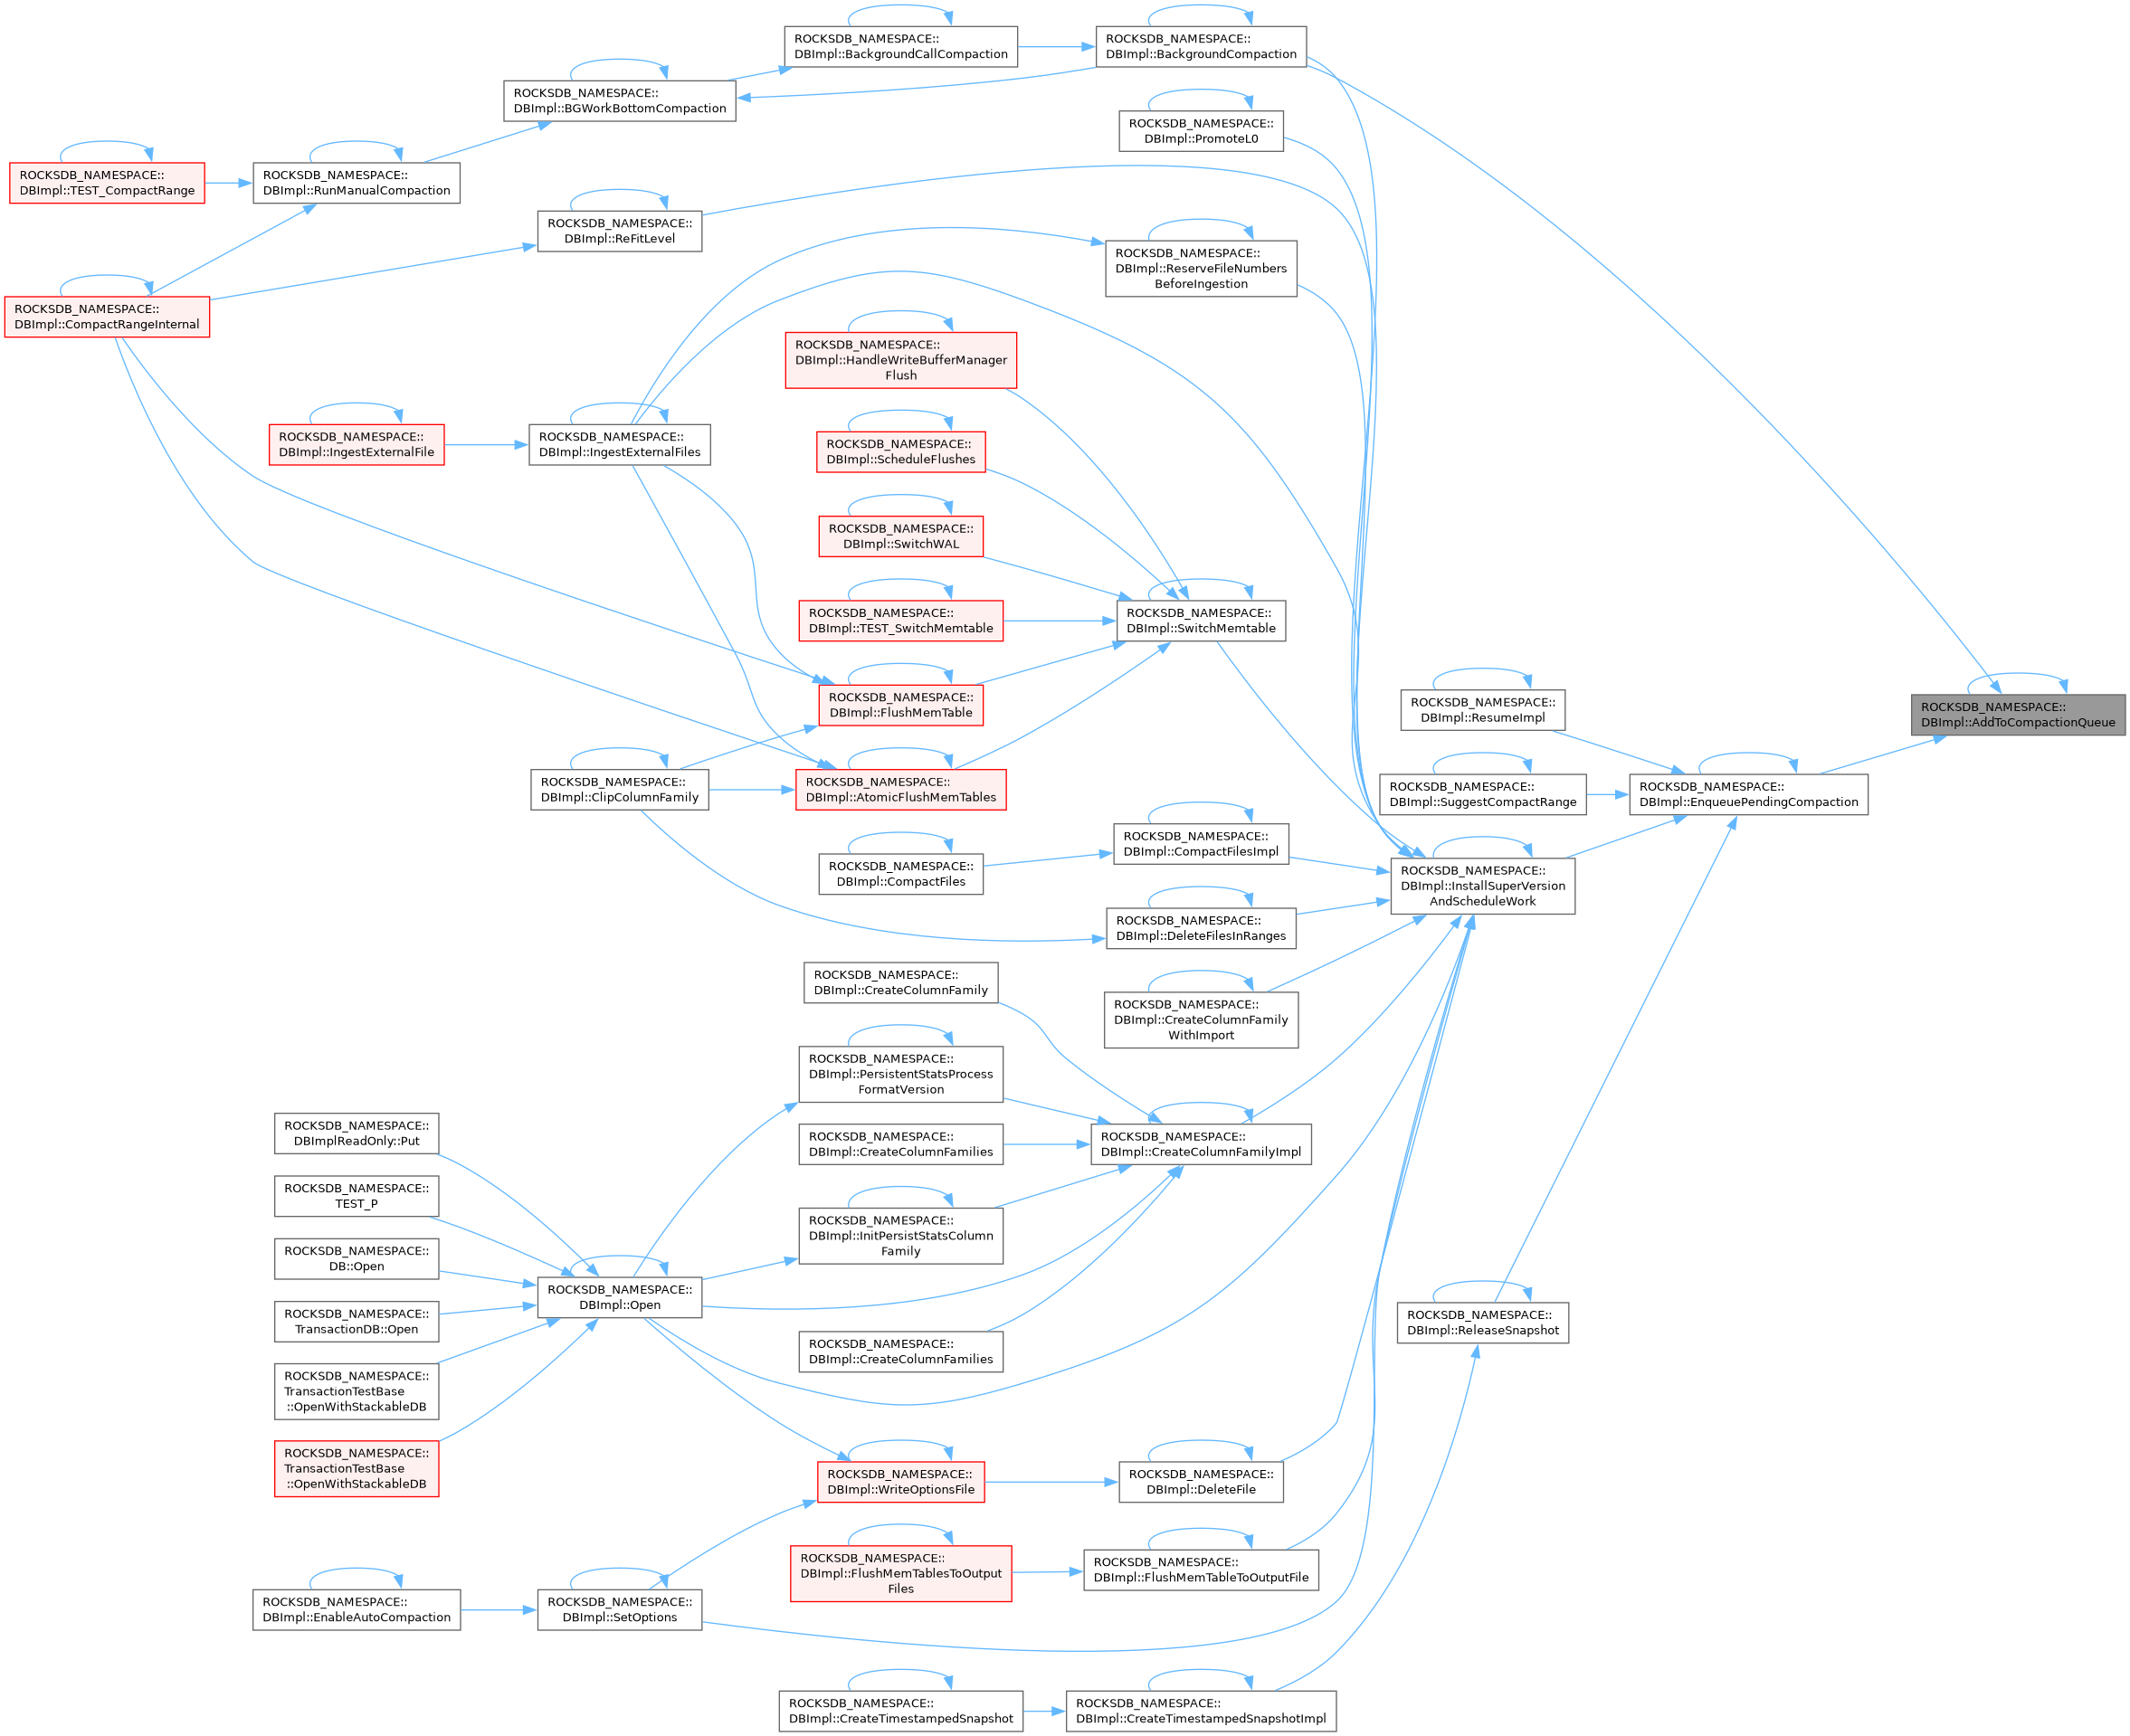 ROCKSDB_NAMESPACE::
DBImpl::BackgroundCallCompaction
ROCKSDB_NAMESPACE::
DBImpl::BackgroundCompaction
ROCKSDB_NAMESPACE::
DBImpl::BGWorkBottomCompaction
ROCKSDB_NAMESPACE::
DBImpl::PromoteL0
ROCKSDB_NAMESPACE::
DBImpl::TEST_CompactRange
ROCKSDB_NAMESPACE::
DBImpl::RunManualCompaction
ROCKSDB_NAMESPACE::
DBImpl::ReFitLevel
ROCKSDB_NAMESPACE::
DBImpl::ReserveFileNumbers
BeforeIngestion
ROCKSDB_NAMESPACE::
DBImpl::CompactRangeInternal
ROCKSDB_NAMESPACE::
DBImpl::HandleWriteBufferManager
Flush
ROCKSDB_NAMESPACE::
DBImpl::IngestExternalFile
ROCKSDB_NAMESPACE::
DBImpl::IngestExternalFiles
ROCKSDB_NAMESPACE::
DBImpl::ScheduleFlushes
ROCKSDB_NAMESPACE::
DBImpl::SwitchWAL
ROCKSDB_NAMESPACE::
DBImpl::TEST_SwitchMemtable
ROCKSDB_NAMESPACE::
DBImpl::SwitchMemtable
ROCKSDB_NAMESPACE::
DBImpl::FlushMemTable
ROCKSDB_NAMESPACE::
DBImpl::ResumeImpl
ROCKSDB_NAMESPACE::
DBImpl::AddToCompactionQueue
ROCKSDB_NAMESPACE::
DBImpl::ClipColumnFamily
ROCKSDB_NAMESPACE::
DBImpl::AtomicFlushMemTables
ROCKSDB_NAMESPACE::
DBImpl::SuggestCompactRange
ROCKSDB_NAMESPACE::
DBImpl::EnqueuePendingCompaction
ROCKSDB_NAMESPACE::
DBImpl::CompactFiles
ROCKSDB_NAMESPACE::
DBImpl::CompactFilesImpl
ROCKSDB_NAMESPACE::
DBImpl::InstallSuperVersion
AndScheduleWork
ROCKSDB_NAMESPACE::
DBImpl::DeleteFilesInRanges
ROCKSDB_NAMESPACE::
DBImpl::CreateColumnFamily
ROCKSDB_NAMESPACE::
DBImpl::CreateColumnFamily
WithImport
ROCKSDB_NAMESPACE::
DBImpl::PersistentStatsProcess
FormatVersion
ROCKSDB_NAMESPACE::
DBImplReadOnly::Put
ROCKSDB_NAMESPACE::
DBImpl::CreateColumnFamilies
ROCKSDB_NAMESPACE::
DBImpl::CreateColumnFamilyImpl
ROCKSDB_NAMESPACE::
TEST_P
ROCKSDB_NAMESPACE::
DBImpl::InitPersistStatsColumn
Family
ROCKSDB_NAMESPACE::
DB::Open
ROCKSDB_NAMESPACE::
DBImpl::Open
ROCKSDB_NAMESPACE::
TransactionDB::Open
ROCKSDB_NAMESPACE::
DBImpl::CreateColumnFamilies
ROCKSDB_NAMESPACE::
DBImpl::ReleaseSnapshot
ROCKSDB_NAMESPACE::
TransactionTestBase
::OpenWithStackableDB
ROCKSDB_NAMESPACE::
TransactionTestBase
::OpenWithStackableDB
ROCKSDB_NAMESPACE::
DBImpl::WriteOptionsFile
ROCKSDB_NAMESPACE::
DBImpl::DeleteFile
ROCKSDB_NAMESPACE::
DBImpl::FlushMemTablesToOutput
Files
ROCKSDB_NAMESPACE::
DBImpl::FlushMemTableToOutputFile
ROCKSDB_NAMESPACE::
DBImpl::EnableAutoCompaction
ROCKSDB_NAMESPACE::
DBImpl::SetOptions
ROCKSDB_NAMESPACE::
DBImpl::CreateTimestampedSnapshot
ROCKSDB_NAMESPACE::
DBImpl::CreateTimestampedSnapshotImpl